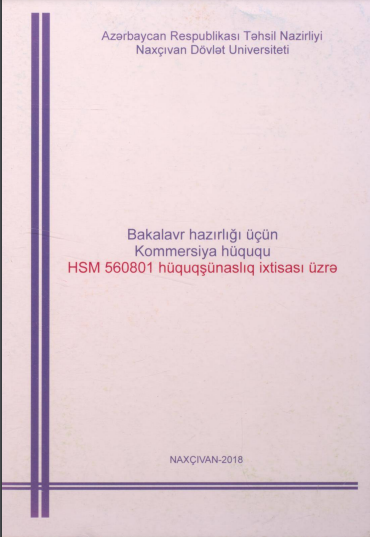 Azərbaycan Respublikası Təhsil Nazirliyi
Naxçıvan Dövlət Universiteti
Bakalavr hazırlığı üçün
Kommersiya hüququ
HSM 560801 hüquqşünaslıq ixtisası üzrə
NAXÇIVAN-2018